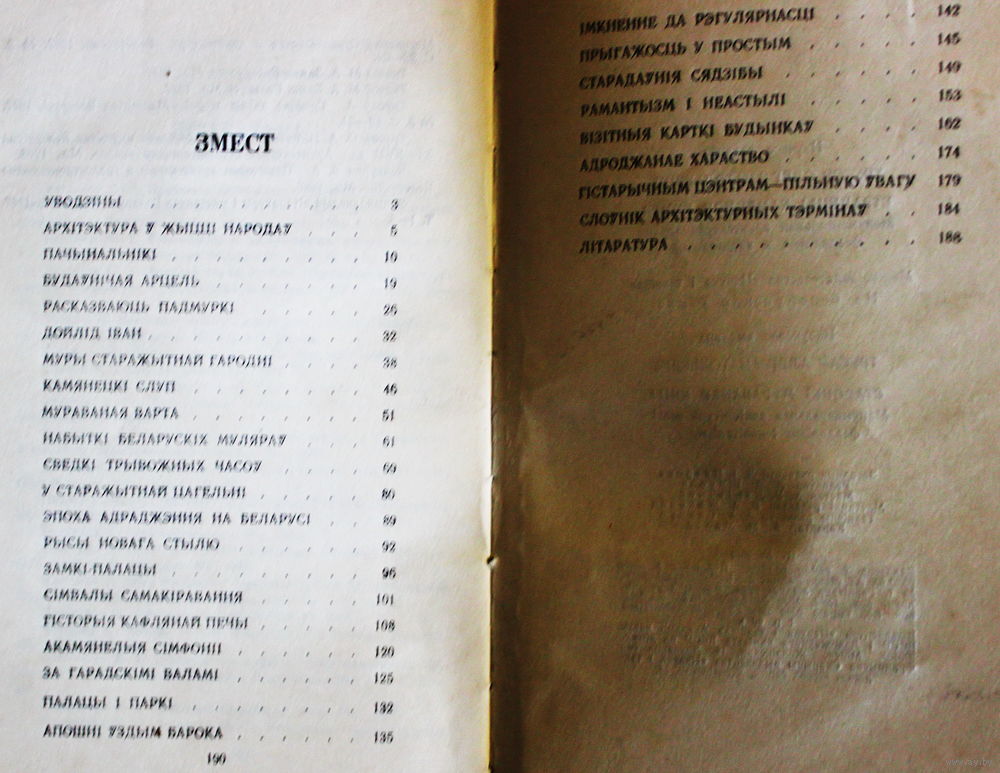 ЗМЕСТ
УВОДЗІНЫ . . . . . . . . . . . 3
АРХІТЭКТУРА Ў ЖЫЦЦІ НАРОДАЎ . . . . 5
ПАЧЫНАЛЬНІКІ . . . . . . . . . 10
БУДАЎНІЧАЯ АРЦЕЛЬ . . . . . . . . 19
РАСКАЗВАЮЦЬ ПАДМУРКІ . . . . . . 26
ДОЙЛІД ІВАН . . . . . . . . . . 32
МУРЫ СТАРАЖЫТНАЙ ГАРОДНІ . . . . . 38
КАМЯНЕЦКІ СЛУП . . . . . . . . . 46
МУРАВАНАЯ ВАРТА . . . . . . . . . 51
НАБЫТКІ БЕЛАРУСКІХ МУЛЯРАЎ . . . . 61
СВЕДКІ ТРЫВОЖНЫХ ЧАСОЎ . . . . . 69
У СТАРАЖЫТНАЙ ЦАГЕЛЬНІ . . . . . . 80
ЭПОХА АДРАДЖЭННЯ НА БЕЛАРУСІ . . . 89
РЫСЫ НОВАГА СТЫЛЮ . . . . . . . 92
ЗАМКІ-ПАЛАЦЫ . . . . . . . . . 96
СІМВАЛЫ САМАКІРАВАННЯ . . . . . . 101
ГІСТОРЫЯ КАФЛЯНАЙ ПЕЧЫ . . . . . . 108
АКАМЯНЕЛЫЯ СІМФОНІІ . . . . . . . 120
ЗА ГАРАДСКІМІ ВАЛАМІ . . . . . . . 125
ПАЛАЦЫ І ПАРКІ . . . . . . . . . 132
АПОШНІ ЎЗДЫМ БАРОКА . . . . . . . 135
190
ІМКНЕННЕ ДА РЭГУЛЯРНАСЦІ . . . . . 142
ПРЫГАЖОСЦЬ У ПРОСТЫМ . . . . . 145
СТАРАДАЎНІЯ СЯДЗІБЫ . . . . . . 149
РАМАНТЫЗМ І НЕАСТЫЛІ . . . . . 153
ВІЗІТНЫЯ КАРТКІ БУДЫНКАЎ . . . . 162
АДРОДЖАНАЕ ХАРАСТВО . . . . . . 174
ГІСТАРЫЧНЫМ ЦЭНТРАМ—ПІЛЬНУЮ ЎВАГУ 179
СЛОЎНІК АРХІТЭКТУРНЫХ ТЭРМІНАЎ . . 184
ЛІТАРАТУРА . . . . . . . . . . 188